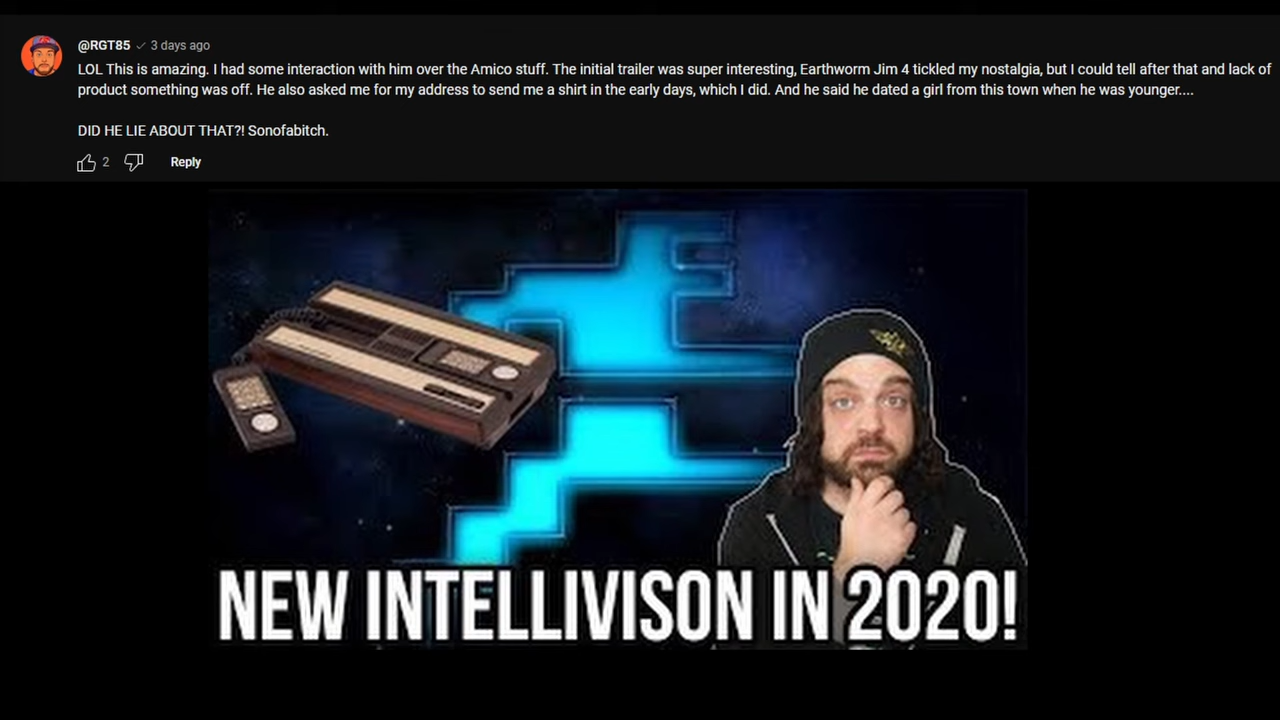 @RGT85 ✓ 3 days ago
LOL This is amazing. I had some interaction with him over the Amico stuff. The initial trailer was super interesting, Earthworm Jim 4 tickled my nostalgia, but I could tell after that and lack of
product something was off. He also asked me for my address to send me a shirt in the early days, which I did. And he said he dated a girl from this town when he was younger....
DID HE LIE ABOUT THAT?! Sonofabitch.
2 Reply
NEW INTELLIVISON IN 2020!